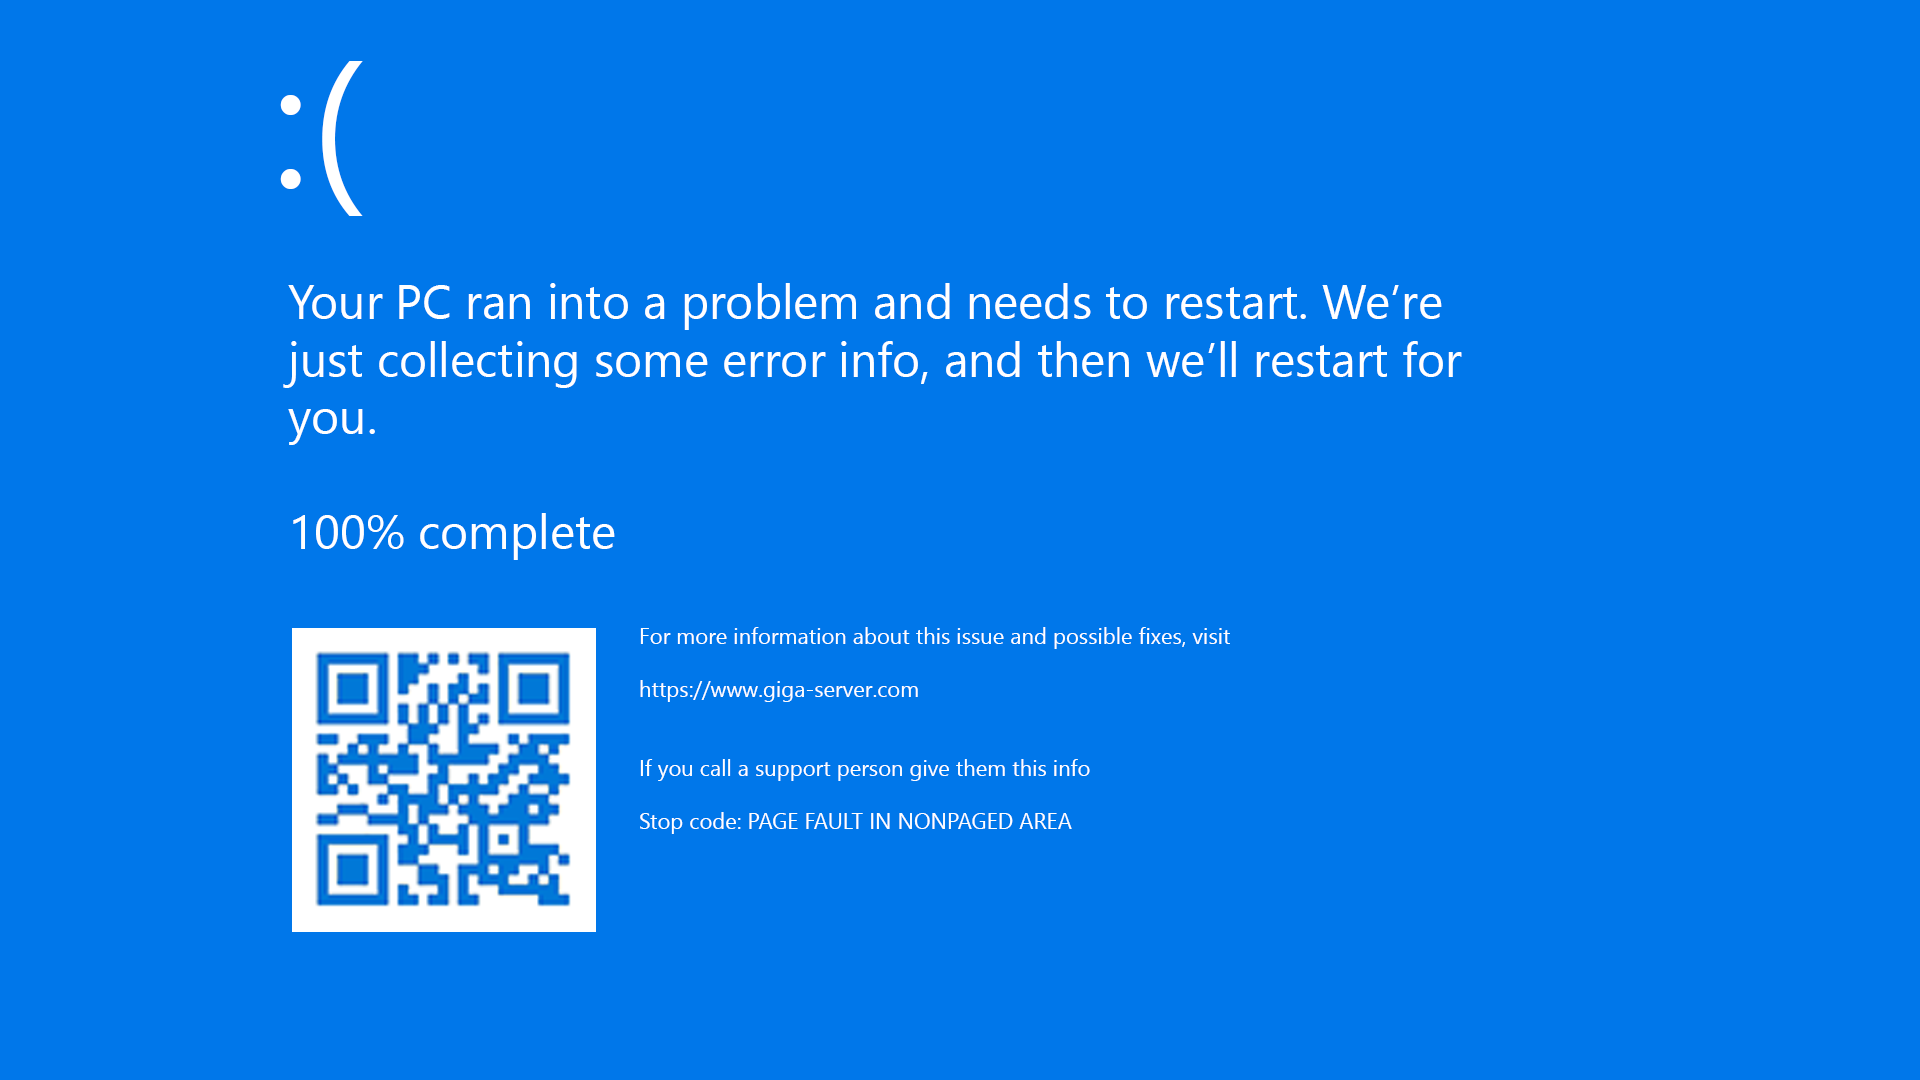 :(
Your PC ran into a problem and needs to restart. We’re
just collecting some error info, and then we’ll restart for
you.
100% complete
For more information about this issue and possible fixes, visit
https://www.giga-server.com
If you call a support person give them this info
Stop code: PAGE FAULT IN NONPAGED AREA